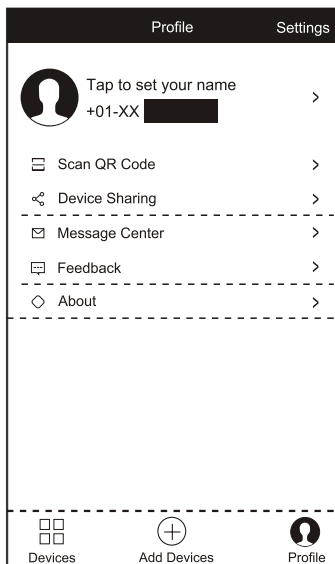 Profile Settings
Tap to set your name
+01-XX
Scan QR Code
Device Sharing
Message Center
Feedback
About
Devices Add Devices Profile